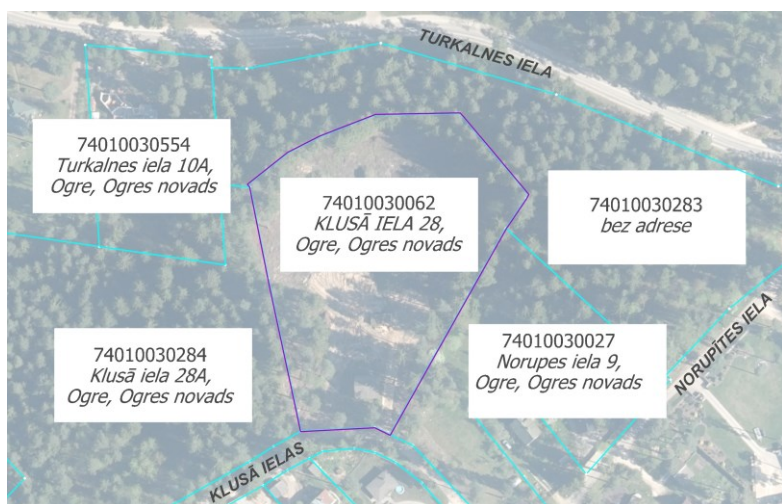 TURKALNES IELA
74010030554
Turkalnes iela 10A,
Ogre, Ogres novads
74010030062
KLUSĀ IELA 28,
Ogre, Ogres novads
74010030283
bez adrese
74010030284
Klusā iela 28A,
Ogre, Ogres novads
74010030027
Norupes iela 9,
Ogre, Ogres novads
NORUPĪTES IELA
KLUSĀ IELAS